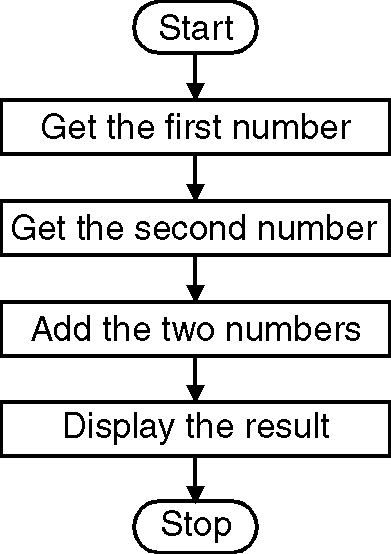 Start
Get the first number
Get the second number
Add the two numbers
Display the result
Stop